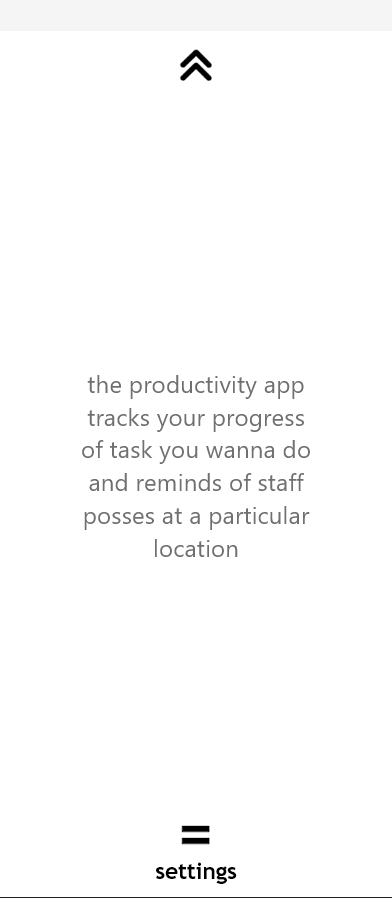 the productivity app
tracks your progress
of task you wanna do
and reminds of staff
posses at a particular
location
settings